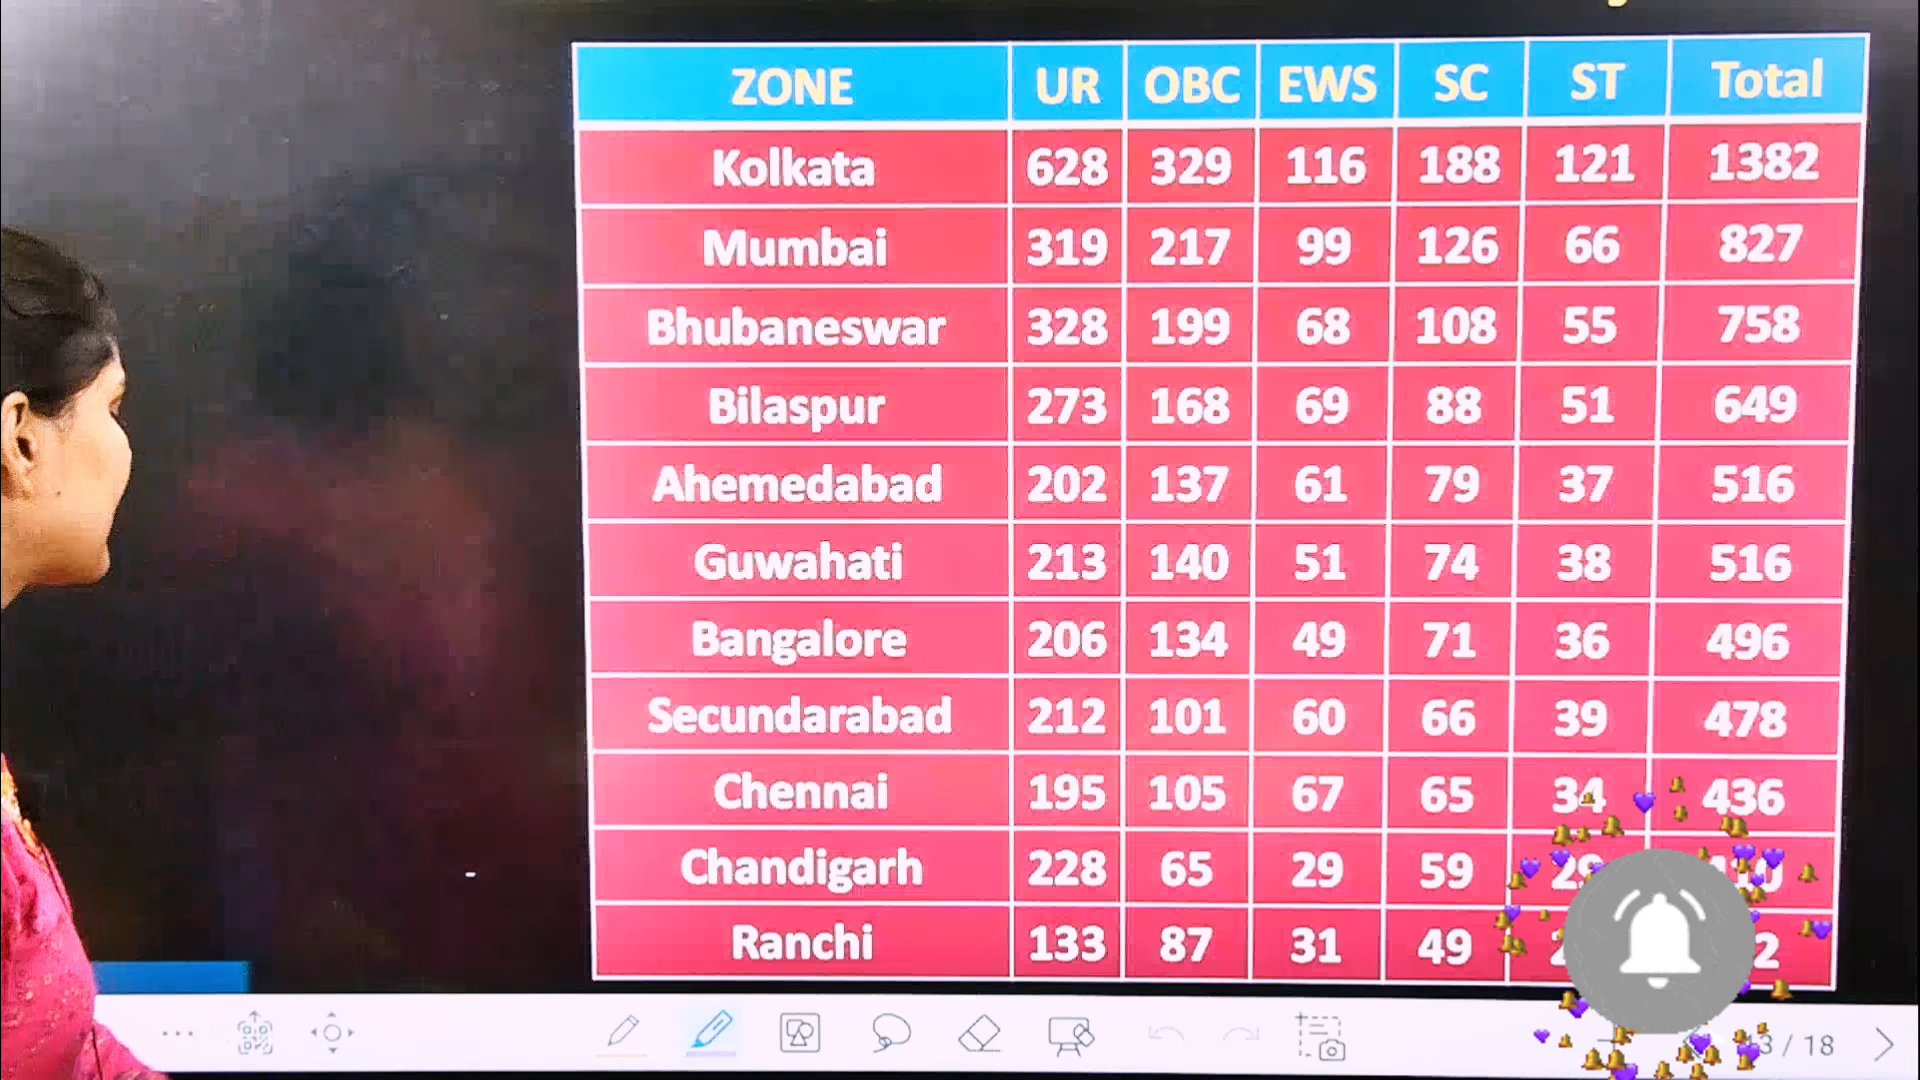 ZONE UR OBC EWS SC ST Total
Kolkata 628 329 116 188 121 1382
Mumbai 319 217 99 126 66 827
Bhubaneswar 328 199 68 108 55 758
Bilaspur 273 168 69 88 51 649
Ahemedabad 202 137 61 79 37 516
Guwahati 213 140 51 74 38 516
Bangalore 206 134 49 71 36 496
Secundarabad 212 101 60 66 39 478
Chennai 195 105 67 65 34 436
Chandigarh 228 65 29 59
Ranchi 133 87 31 49
/ 18